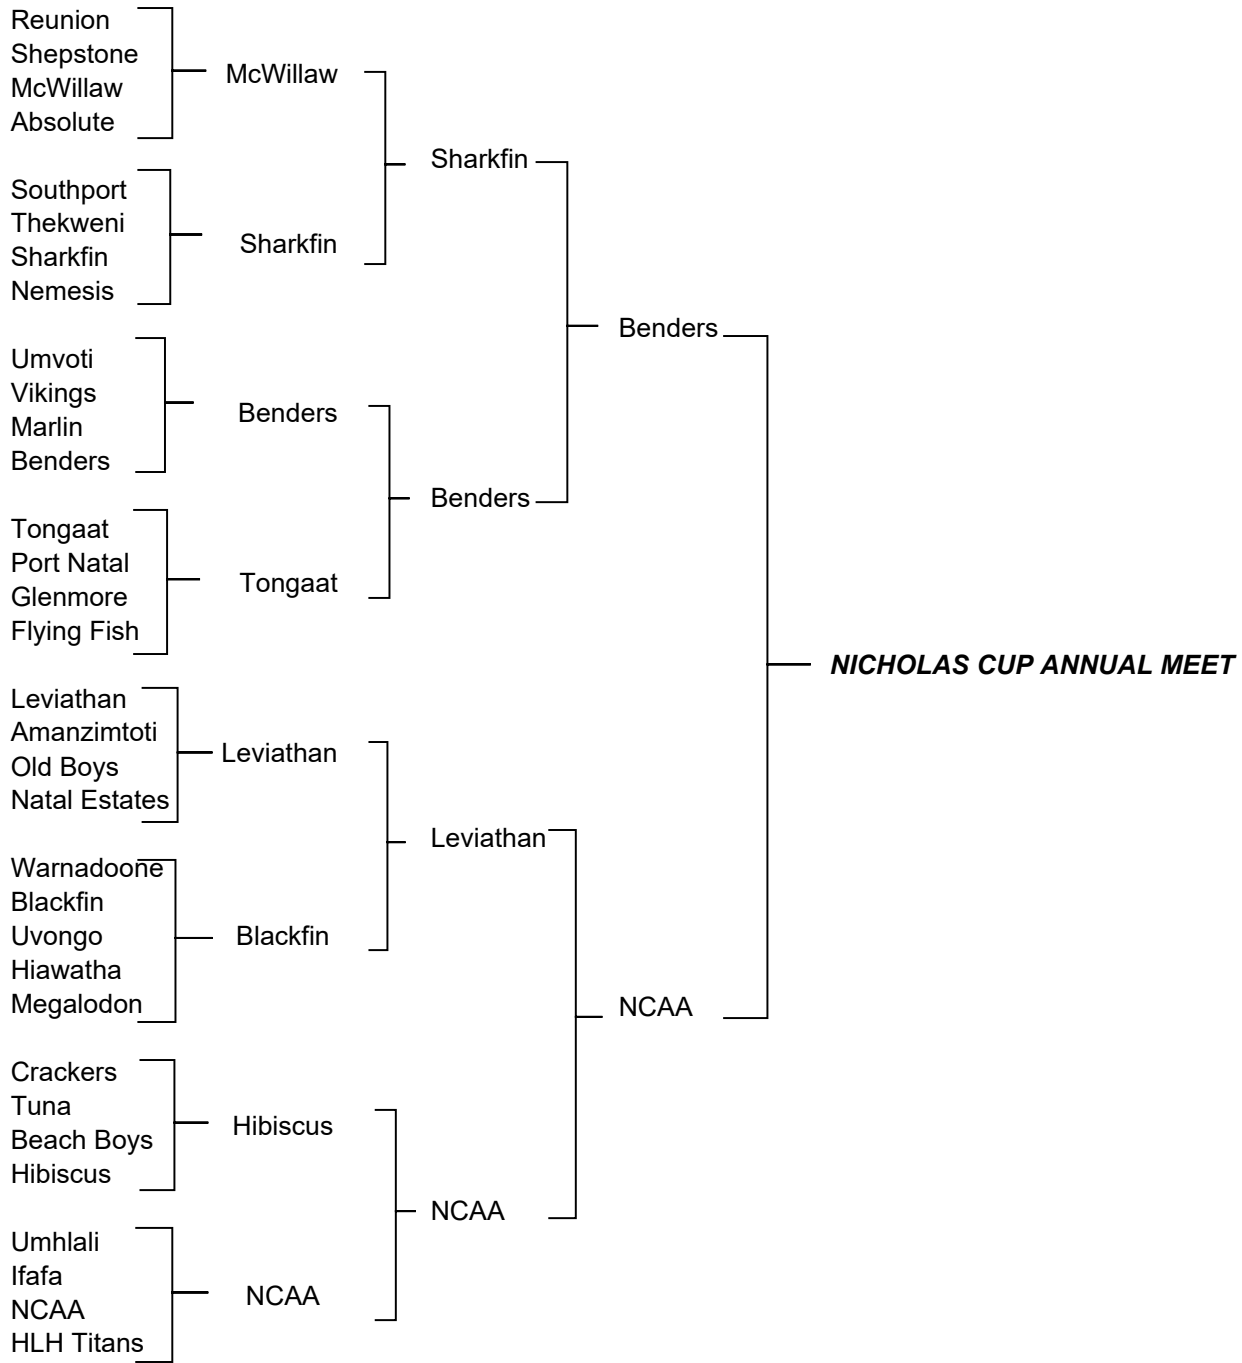 Reunion
Shepstone
McWillaw
Absolute
McWillaw
Southport
Thekweni
Sharkfin
Nemesis
Sharkfin
Sharkfin
Umvoti
Vikings
Marlin
Benders
Benders
Tongaat
Port Natal
Glenmore
Flying Fish
Tongaat
Benders
Benders
Leviathan
Amanzimtoti
Old Boys
Natal Estates
Leviathan
Warnadoone
Blackfin
Uvongo
Hiawatha
Megalodon
Blackfin
Leviathan
Crackers
Tuna
Beach Boys
Hibiscus
Hibiscus
Umhlali
Ifafa
NCAA
HLH Titans
NCAA
NCAA
NCAA
NICHOLAS CUP ANNUAL MEET